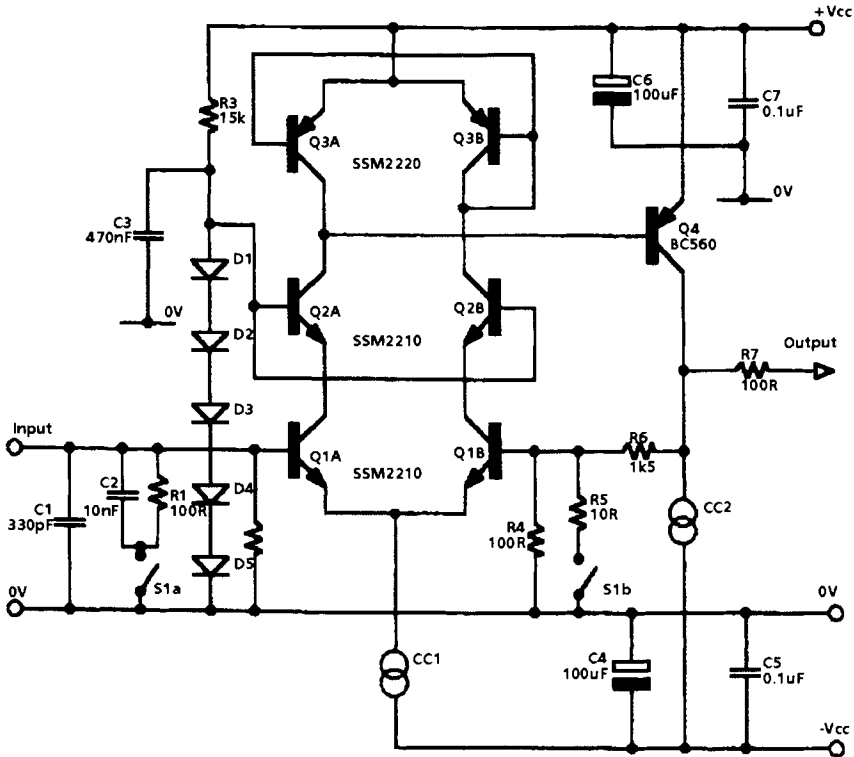 +Vcc
R3
15k
C6
100uF
C7
0.1uF
Q3A
Q3B
SSM2220
0V
C3
470nF
Q4
BC560
D1
0V
Q2A
Q2B
D2
SSM2210
R7
100R
Output
D3
Input
R6
1k5
Q1A
Q1B
SSM2210
C2
10nF
R1
100R
D4
C1
330pF
R5
10R
R4
100R
CC2
D5
S1a
S1b
0V
0V
CC1
C4
100uF
C5
0.1uF
-Vcc